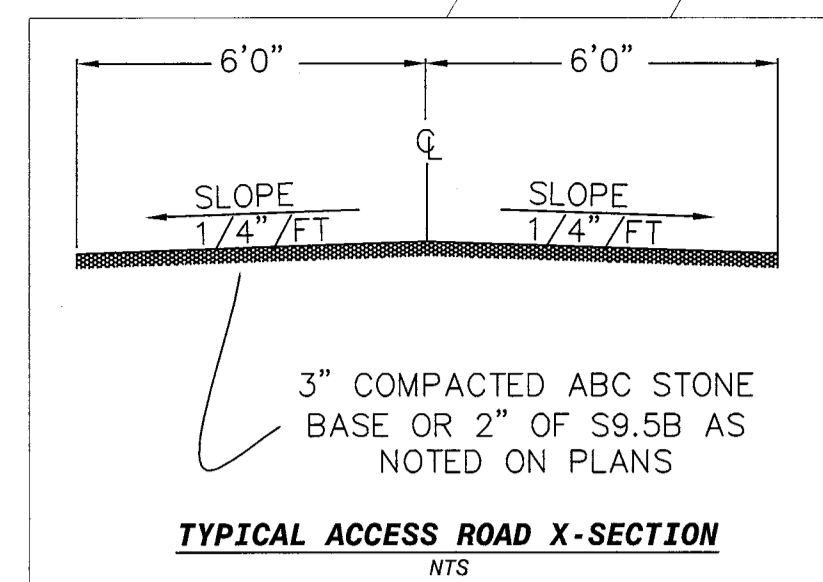 6'0" 6'0"
℄
SLOPE SLOPE
1/4"/FT 1/4"/FT
3" COMPACTED ABC STONE
BASE OR 2" OF S9.5B AS
NOTED ON PLANS
TYPICAL ACCESS ROAD X-SECTION
NTS